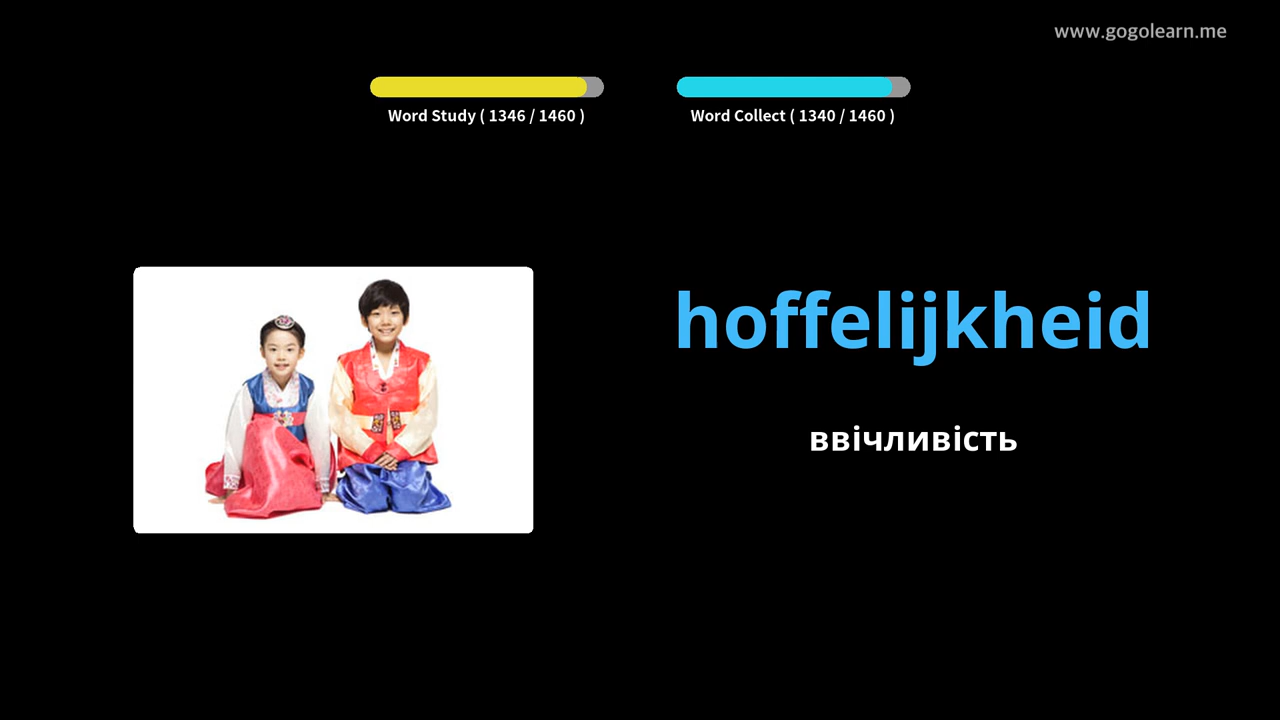 www.gogolearn.me
Word Study ( 1346 / 1460 )
Word Collect ( 1340 / 1460 )
hoffelijkheid
ввічливість